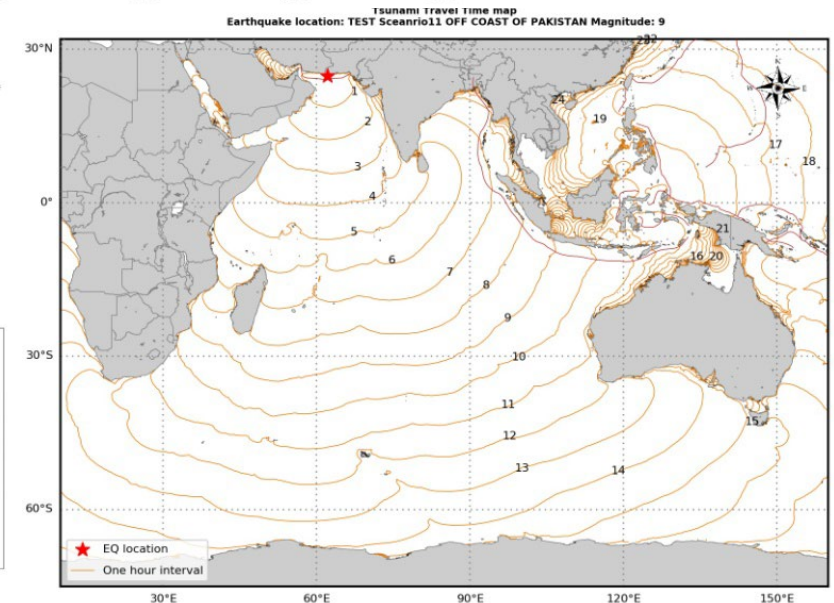 Tsunami Travel Time map
Earthquake location: TEST Sceanrio11 OFF COAST OF PAKISTAN Magnitude: 9
30°N
0°
30°S
60°S
1
2
3
4
5
6
7
8
9
10
11
12
13
14
15
16
17
18
19
20
21
24
N
W
E
S
EQ location
One hour interval
30°E
60°E
90°E
120°E
150°E